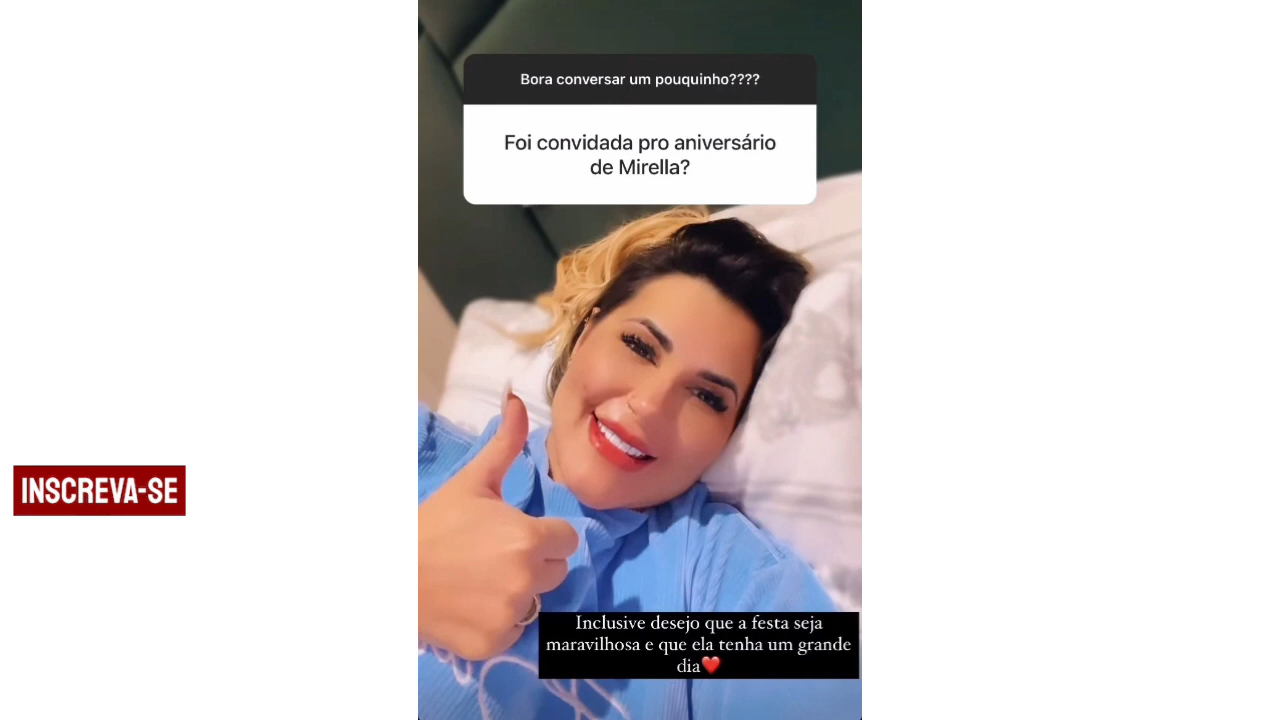 Bora conversar um pouquinho????
Foi convidada pro aniversário
de Mirella?
INSCREVA-SE
Inclusive desejo que a festa seja
maravilhosa e que ela tenha um grande
dia❤️